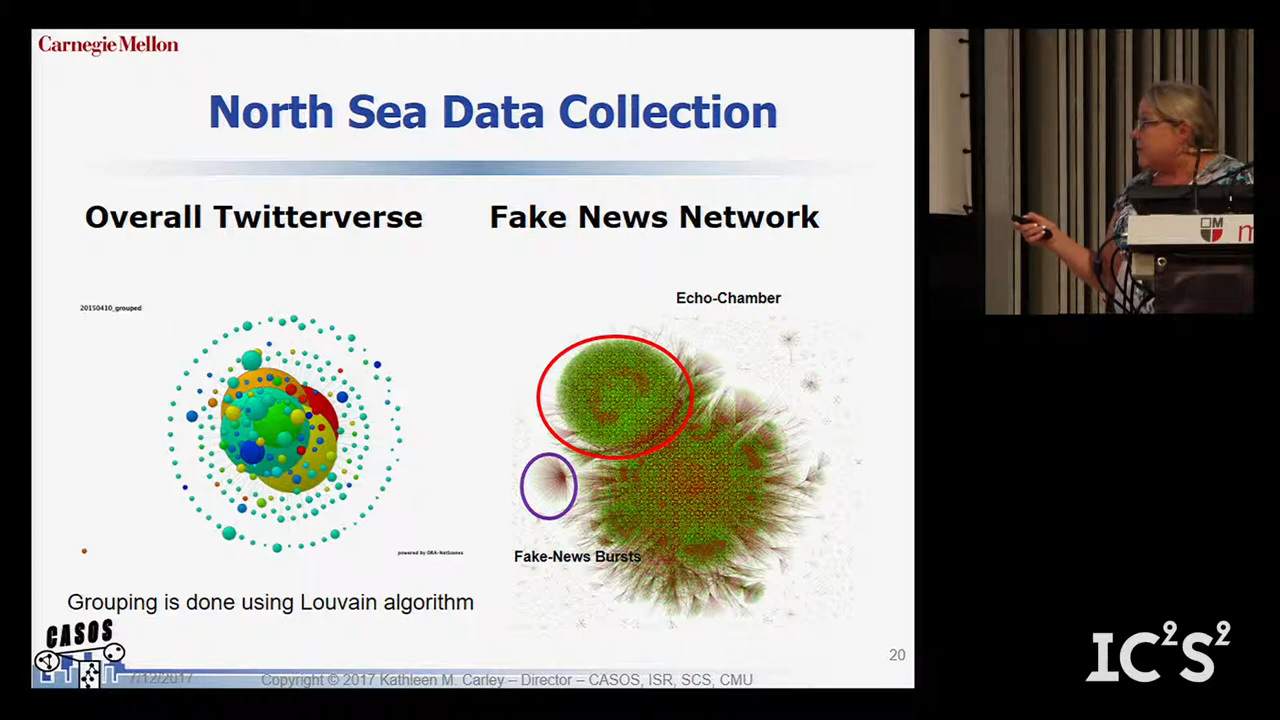 Carnegie Mellon
North Sea Data Collection
Overall Twitterverse
Fake News Network
20150410_grouped
Echo-Chamber
Fake-News Bursts
powered by ORA-NetScenes
Grouping is done using Louvain algorithm
CASOS
20
7/12/2017
Copyright © 2017 Kathleen M. Carley – Director – CASOS, ISR, SCS, CMU
M
m
IC²S²